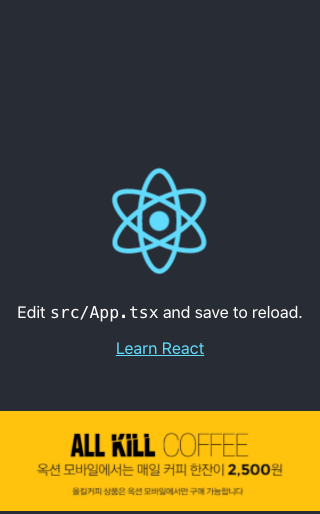 Edit src/App.tsx and save to reload.
Learn React
ALL KILL COFFEE
옥션 모바일에서는 매일 커피 한잔이 2,500원
올킬커피 상품은 옥션 모바일에서만 구매 가능합니다